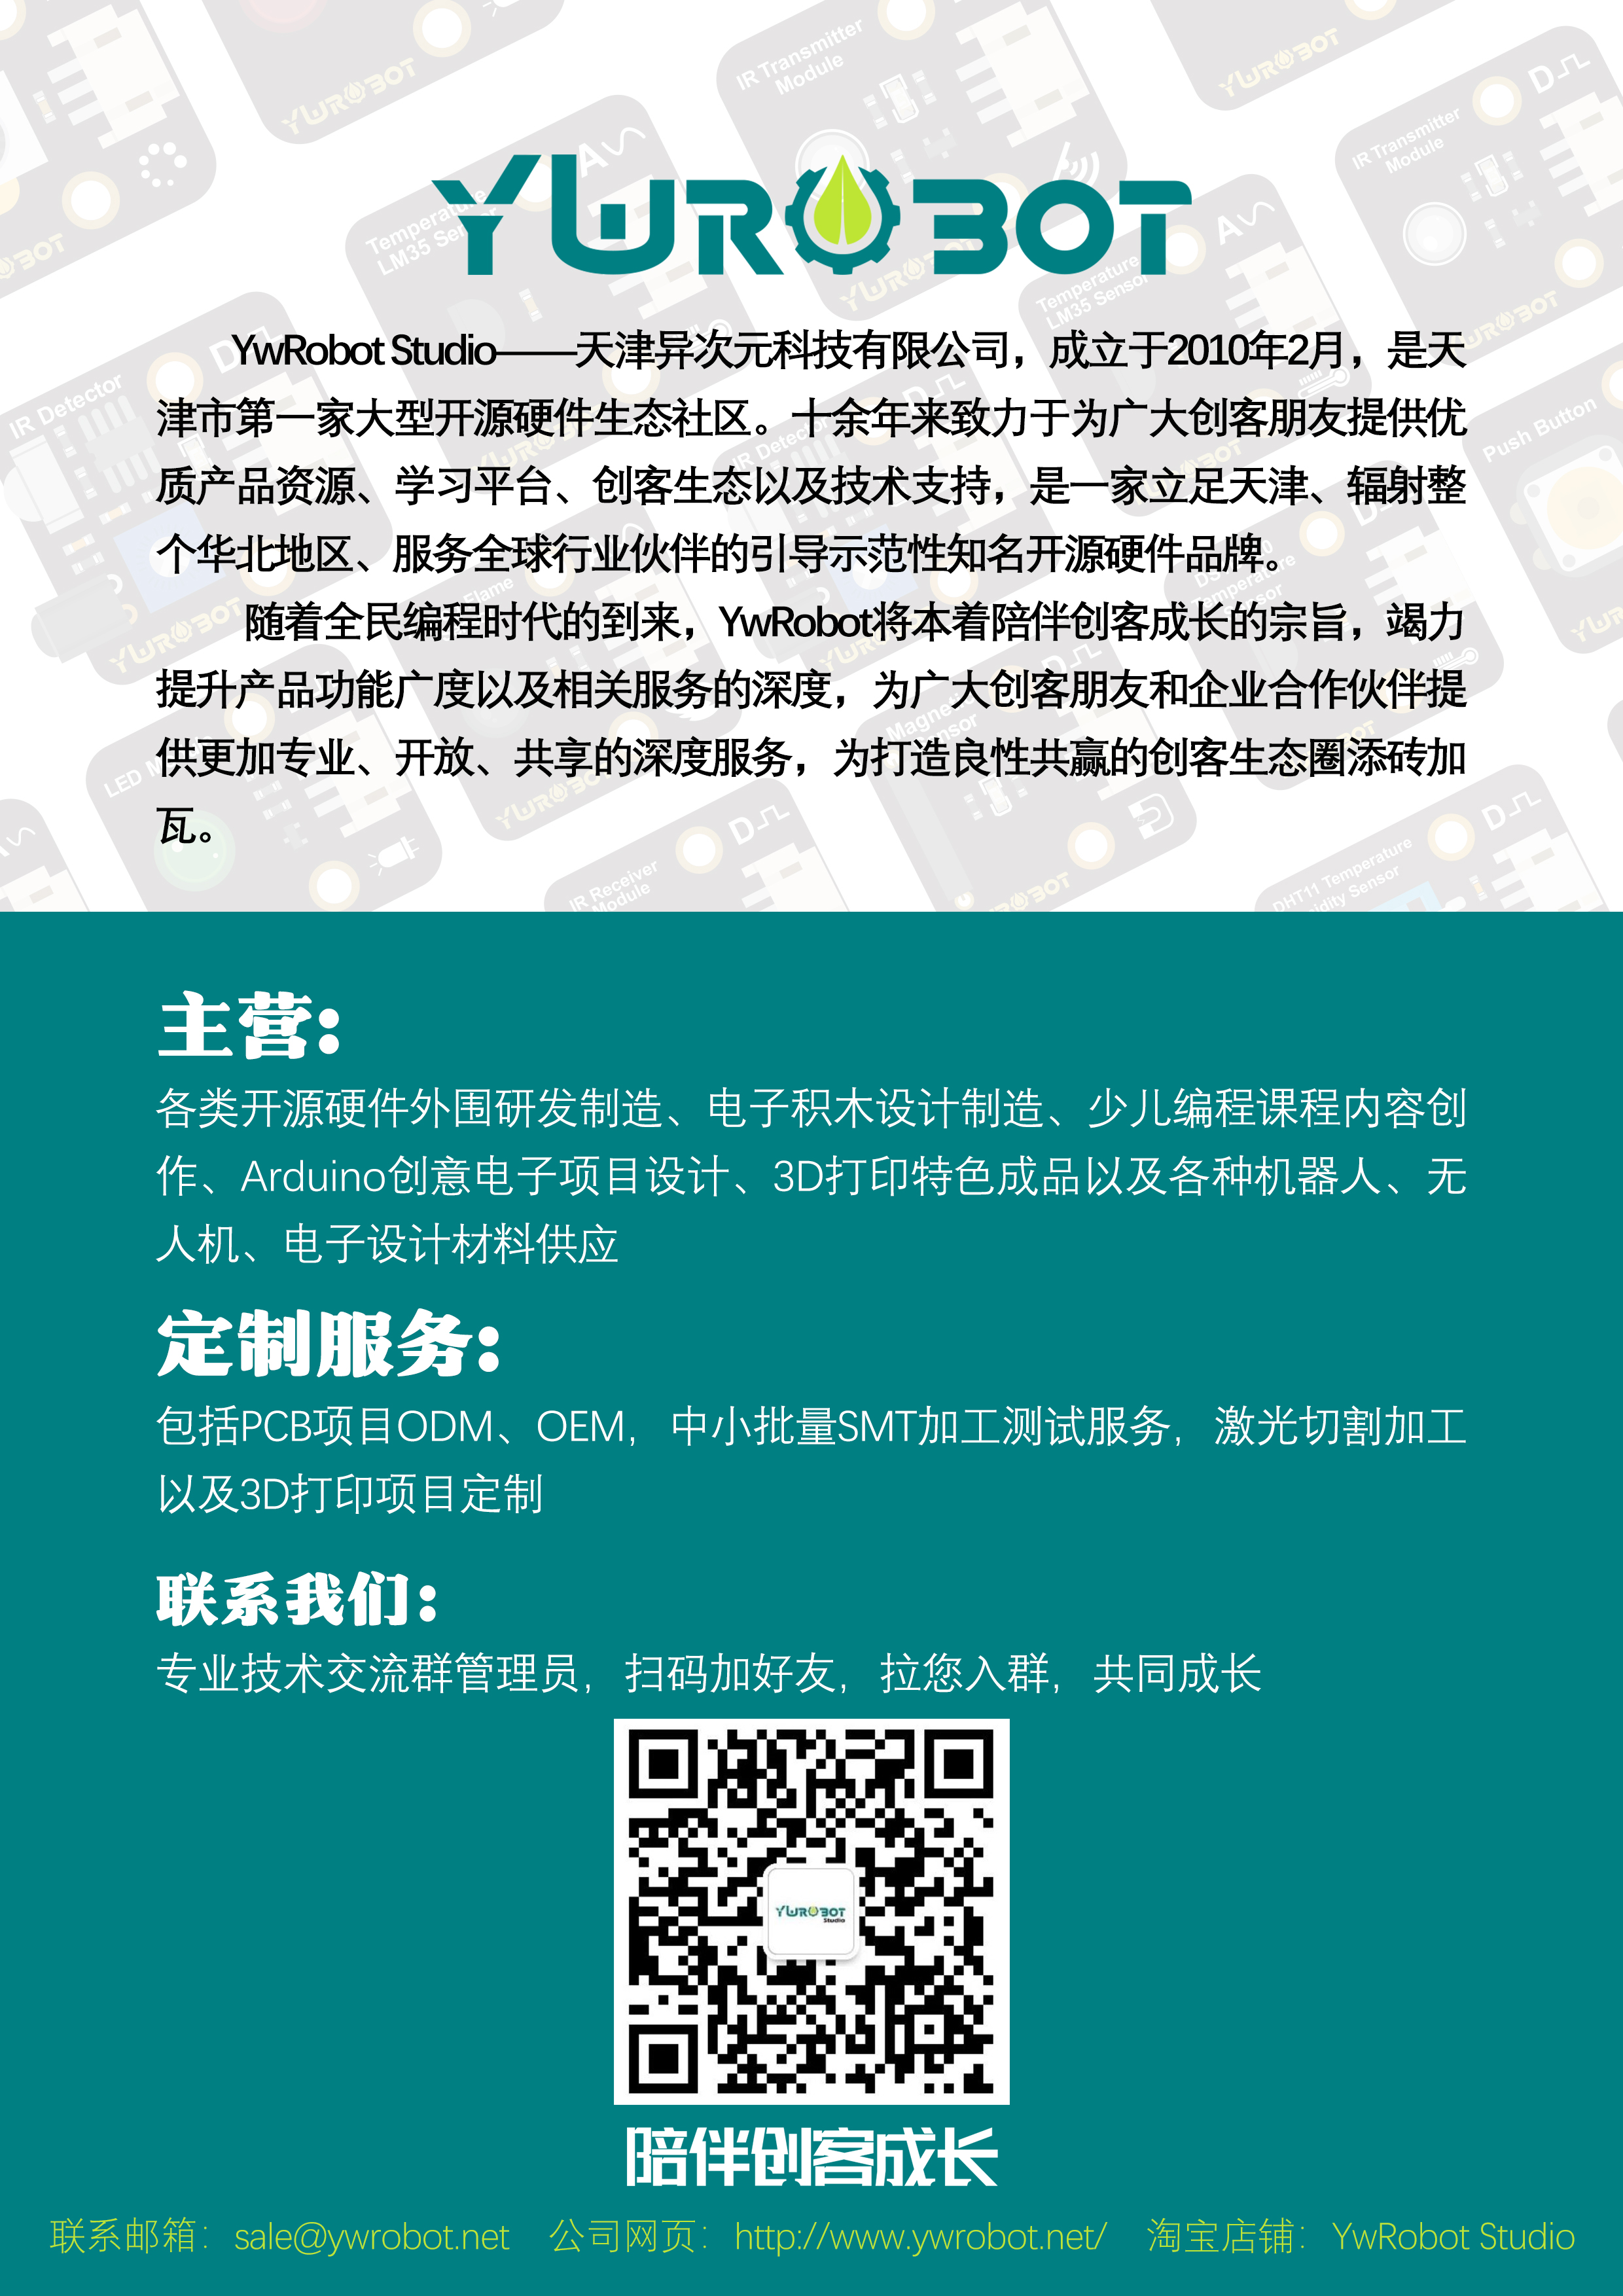 YWROBOT
YwRobot Studio——天津异次元科技有限公司，成立于2010年2月，是天
津市第一家大型开源硬件生态社区。十余年来致力于为广大创客朋友提供优
质产品资源、学习平台、创客生态以及技术支持，是一家立足天津、辐射整
个华北地区、服务全球行业伙伴的引导示范性知名开源硬件品牌。
随着全民编程时代的到来，YwRobot将本着陪伴创客成长的宗旨，竭力
提升产品功能广度以及相关服务的深度，为广大创客朋友和企业合作伙伴提
供更加专业、开放、共享的深度服务，为打造良性共赢的创客生态圈添砖加
瓦。
主营：
各类开源硬件外围研发制造、电子积木设计制造、少儿编程课程内容创
作、Arduino创意电子项目设计、3D打印特色成品以及各种机器人、无
人机、电子设计材料供应
定制服务：
包括PCB项目ODM、OEM，中小批量SMT加工测试服务，激光切割加工
以及3D打印项目定制
联系我们：
专业技术交流群管理员，扫码加好友，拉您入群，共同成长
YWROBOT
Studio
陪伴创客成长
联系邮箱：sale@ywrobot.net 公司网页：http://www.ywrobot.net/ 淘宝店铺：YwRobot Studio